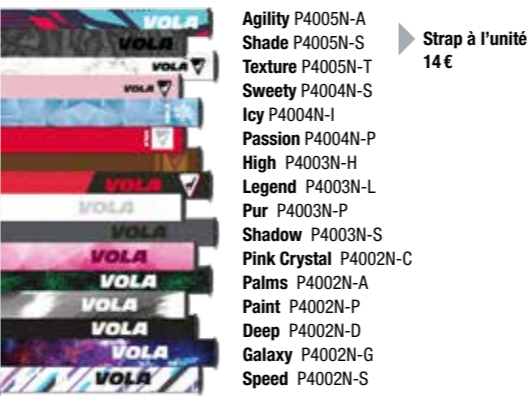 VOLA
Agility P4005N-A
VOLA
Shade P4005N-S
VOLA
Texture P4005N-T
VOLA
Sweety P4004N-S
Icy P4004N-I
Passion P4004N-P
High P4003N-H
VOLA
Legend P4003N-L
VOLA
Pur P4003N-P
VOLA
Shadow P4003N-S
VOLA
Pink Crystal P4002N-C
VOLA
Palms P4002N-A
VOLA
Paint P4002N-P
VOLA
Deep P4002N-D
VOLA
Galaxy P4002N-G
VOLA
Speed P4002N-S
Strap à l'unité
14 €